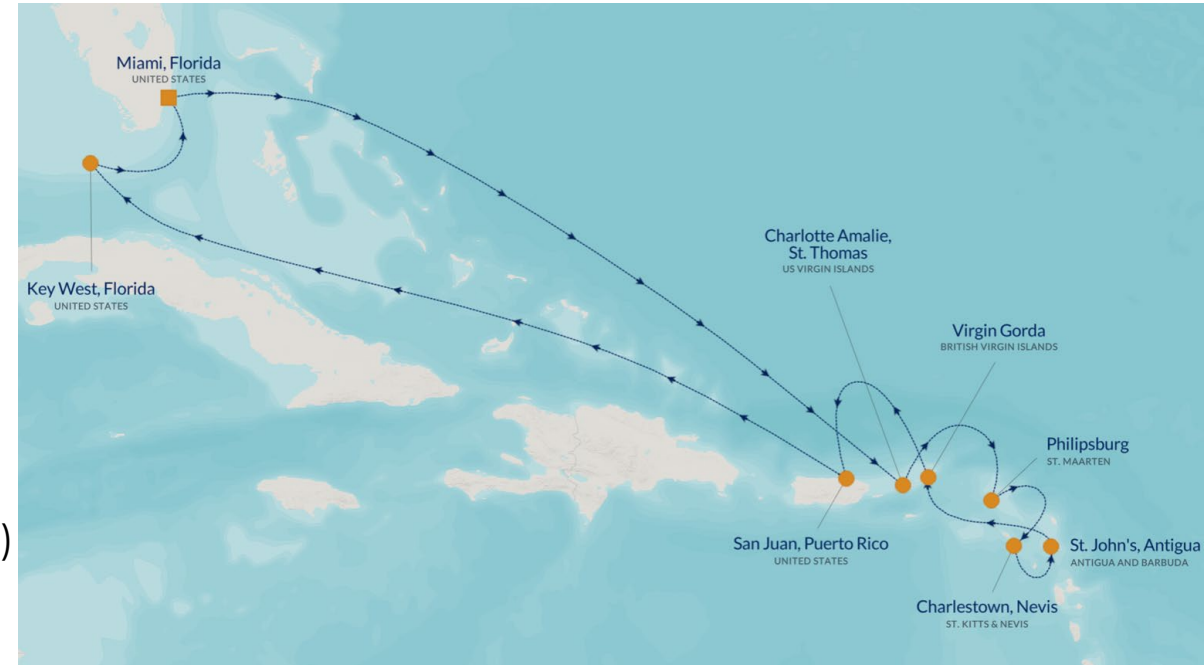 Miami, Florida
UNITED STATES
Charlotte Amalie,
St. Thomas
US VIRGIN ISLANDS
Key West, Florida
UNITED STATES
Virgin Gorda
BRITISH VIRGIN ISLANDS
Philipsburg
ST. MAARTEN
)
San Juan, Puerto Rico
UNITED STATES
St. John's, Antigua
ANTIGUA AND BARBUDA
Charlestown, Nevis
ST. KITTS & NEVIS